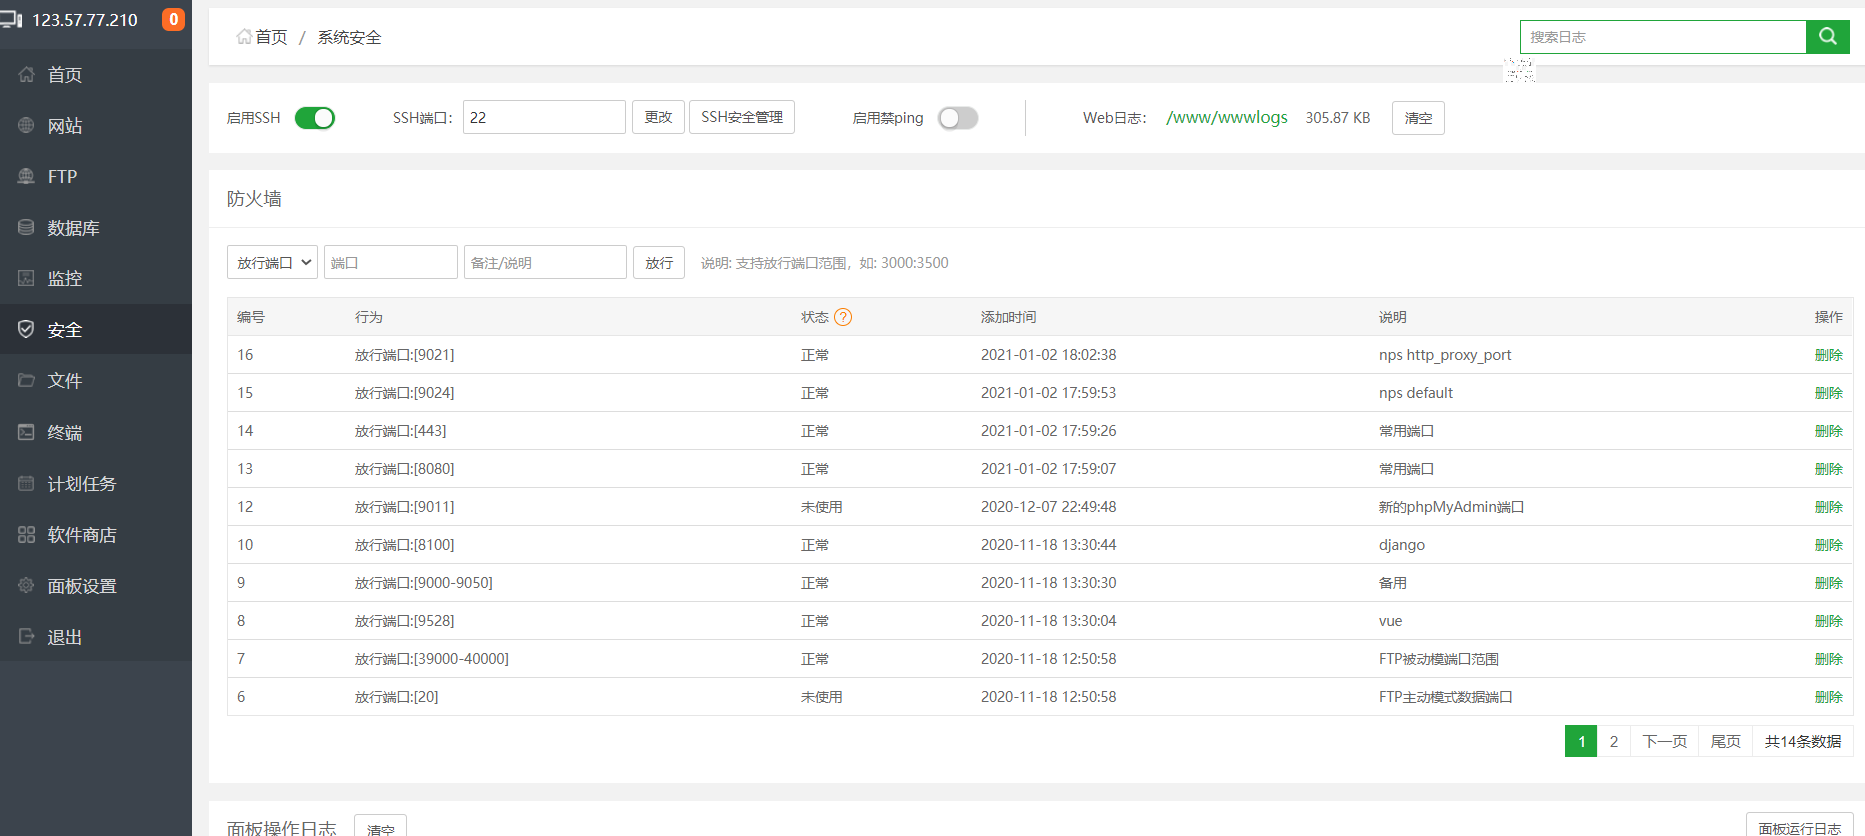 123.57.77.210 0
首页
网站
FTP
数据库
监控
安全
文件
终端
计划任务
软件商店
面板设置
退出
首页 / 系统安全
搜索日志
启用SSH SSH端口: 22 更改 SSH安全管理 启用禁ping Web日志: /www/wwwlogs 305.87 KB 清空
防火墙
放行端口 端口 备注/说明 放行 说明: 支持放行端口范围，如: 3000:3500
编号 行为 状态 ? 添加时间 说明 操作
16 放行端口:[9021] 正常 2021-01-02 18:02:38 nps http_proxy_port 删除
15 放行端口:[9024] 正常 2021-01-02 17:59:53 nps default 删除
14 放行端口:[443] 正常 2021-01-02 17:59:26 常用端口 删除
13 放行端口:[8080] 正常 2021-01-02 17:59:07 常用端口 删除
12 放行端口:[9011] 未使用 2020-12-07 22:49:48 新的phpMyAdmin端口 删除
10 放行端口:[8100] 正常 2020-11-18 13:30:44 django 删除
9 放行端口:[9000-9050] 正常 2020-11-18 13:30:30 备用 删除
8 放行端口:[9528] 正常 2020-11-18 13:30:04 vue 删除
7 放行端口:[39000-40000] 正常 2020-11-18 12:50:58 FTP被动模端口范围 删除
6 放行端口:[20] 未使用 2020-11-18 12:50:58 FTP主动模式数据端口 删除
1 2 下一页 尾页 共14条数据
面板操作日志 清空 面板运行日志